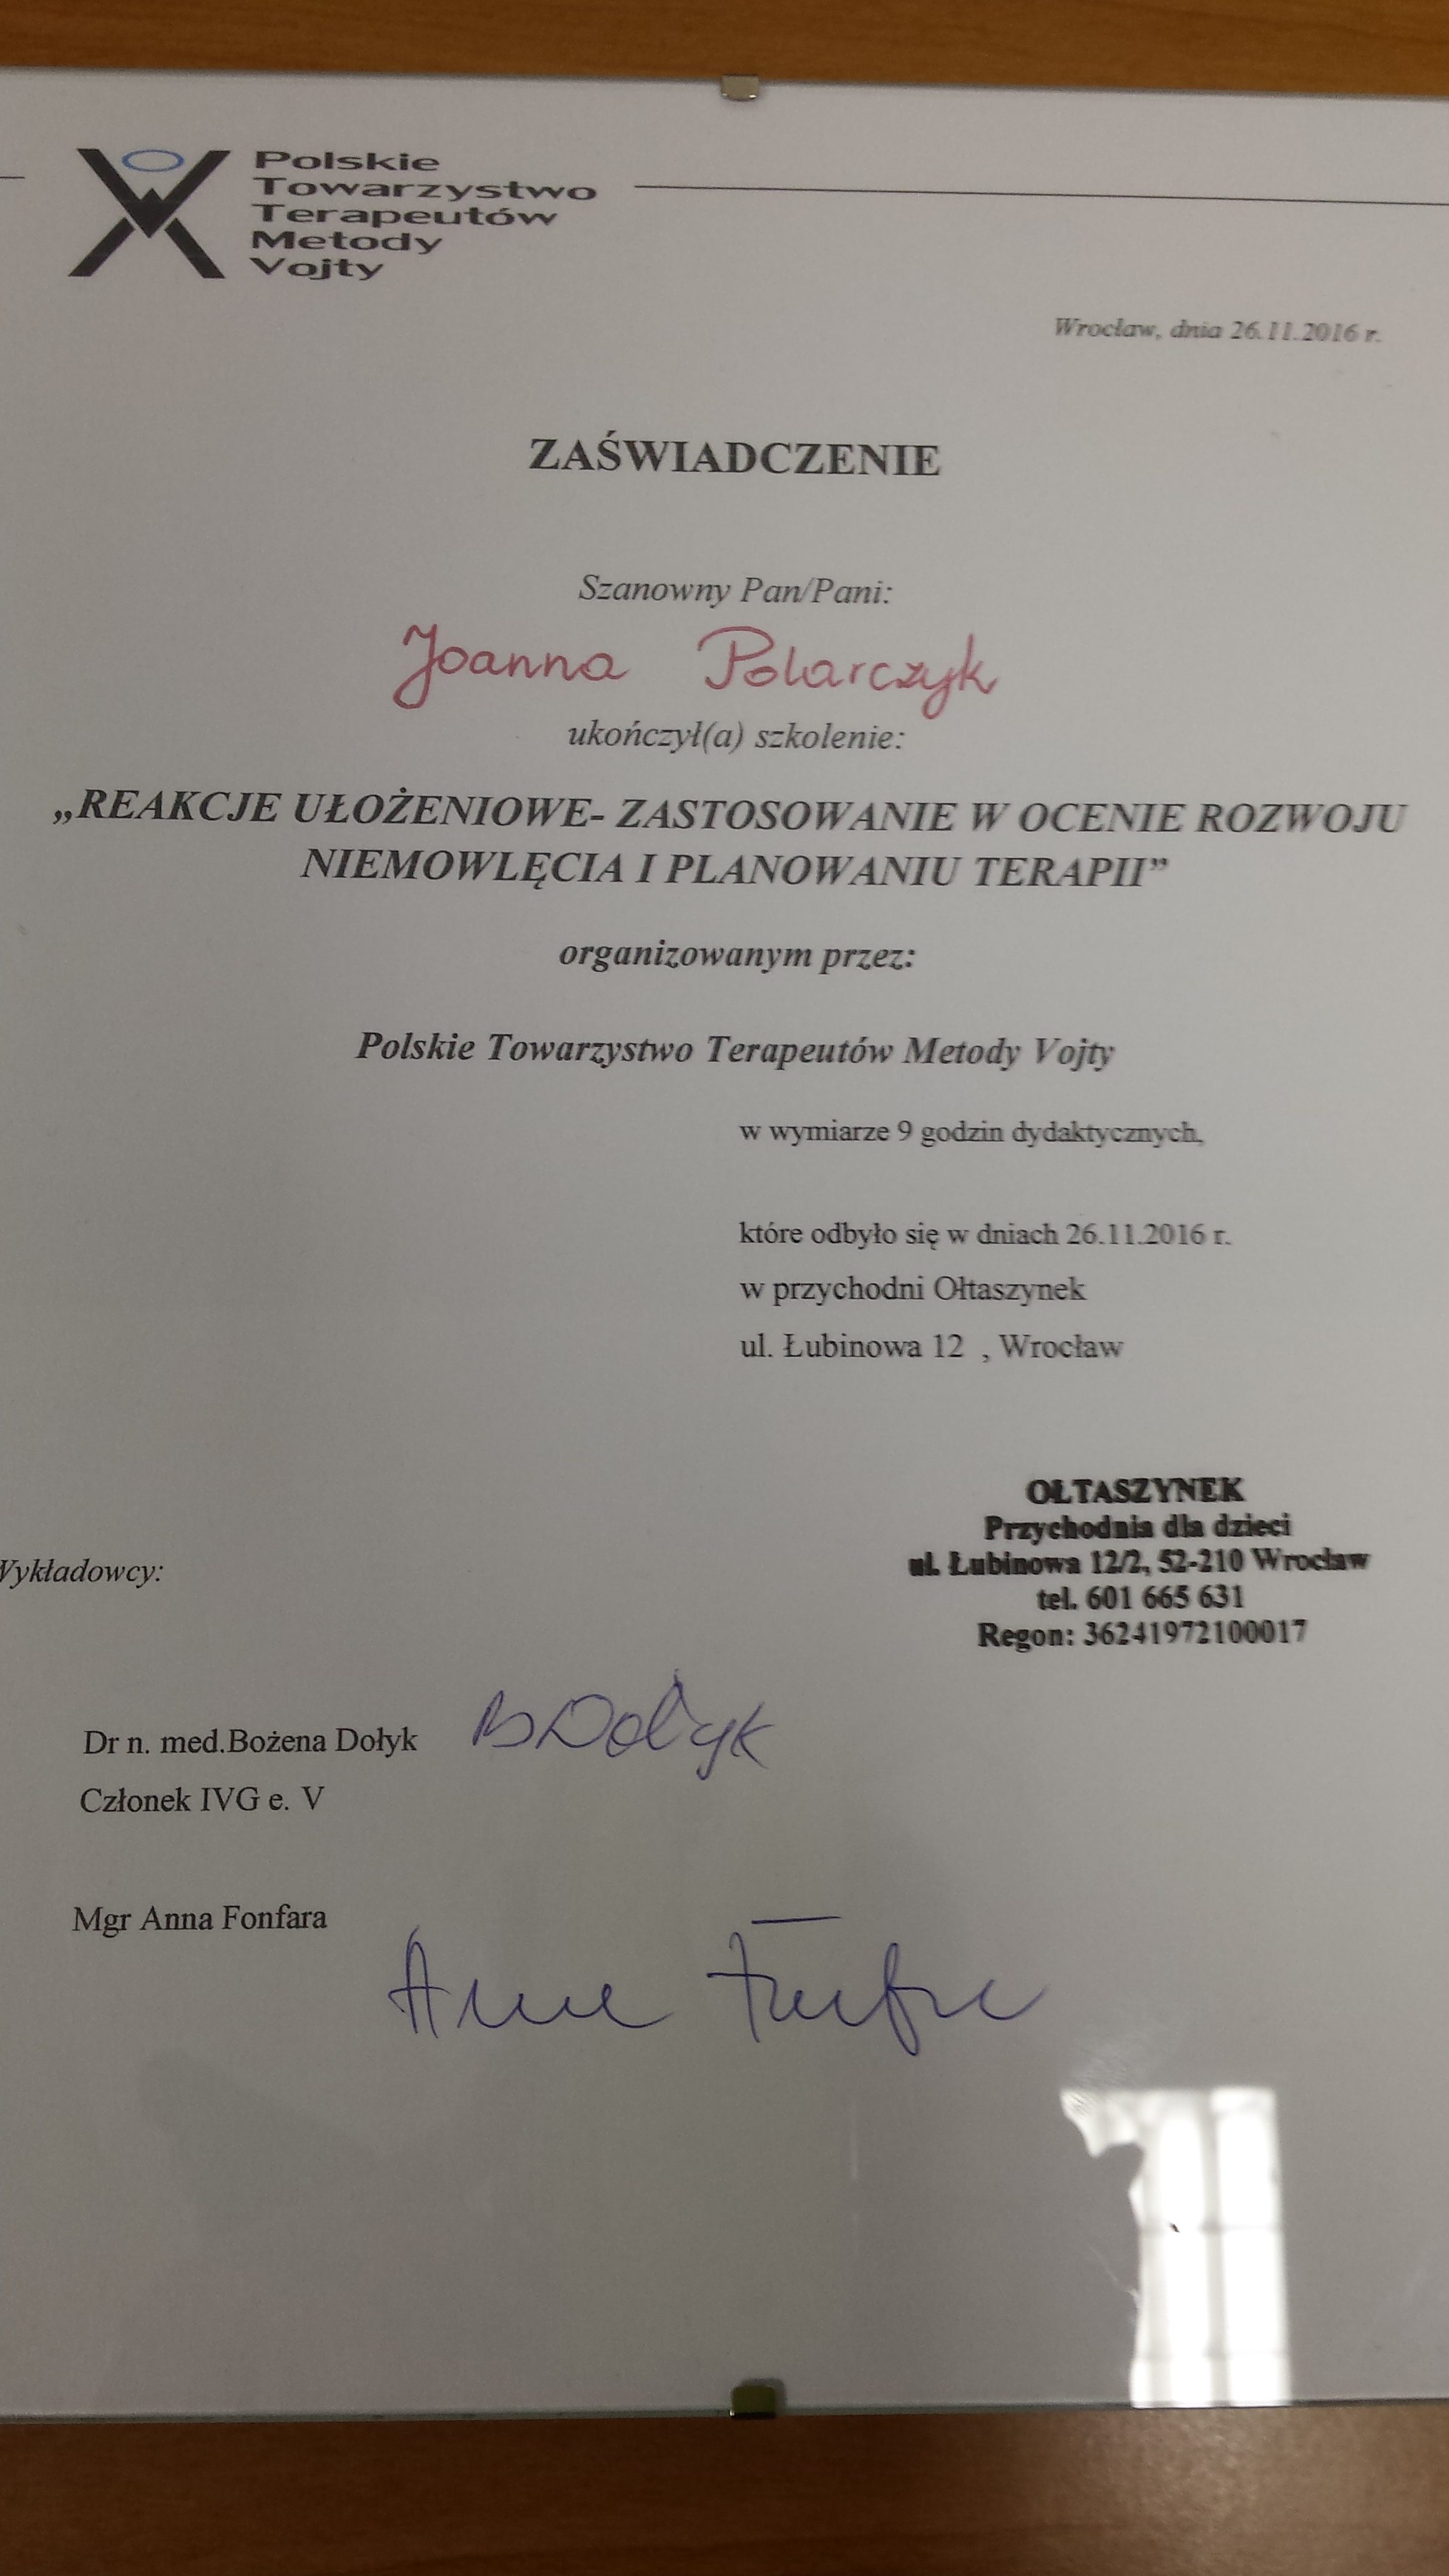 Polskie
Towarzystwo
Terapeutów
Metody
Vojty
Wrocław, dnia 26.11.2016 r.
ZAŚWIADCZENIE
Szanowny Pan/Pani:
Joanna Polarczyk
ukończył(a) szkolenie:
„REAKCJE UŁOŻENIOWE- ZASTOSOWANIE W OCENIE ROZWOJU
NIEMOWLĘCIA I PLANOWANIU TERAPII”
organizowanym przez:
Polskie Towarzystwo Terapeutów Metody Vojty
w wymiarze 9 godzin dydaktycznych,
które odbyło się w dniach 26.11.2016 r.
w przychodni Ołtaszynek
ul. Łubinowa 12 , Wrocław
OŁTASZYNEK
Przychodnia dla dzieci
ul. Łubinowa 12/2, 52-210 Wrocław
tel. 601 665 631
Regon: 36241972100017
Wykładowcy:
Dr n. med.Bożena Dołyk BDołyk
Członek IVG e. V
Mgr Anna Fonfara